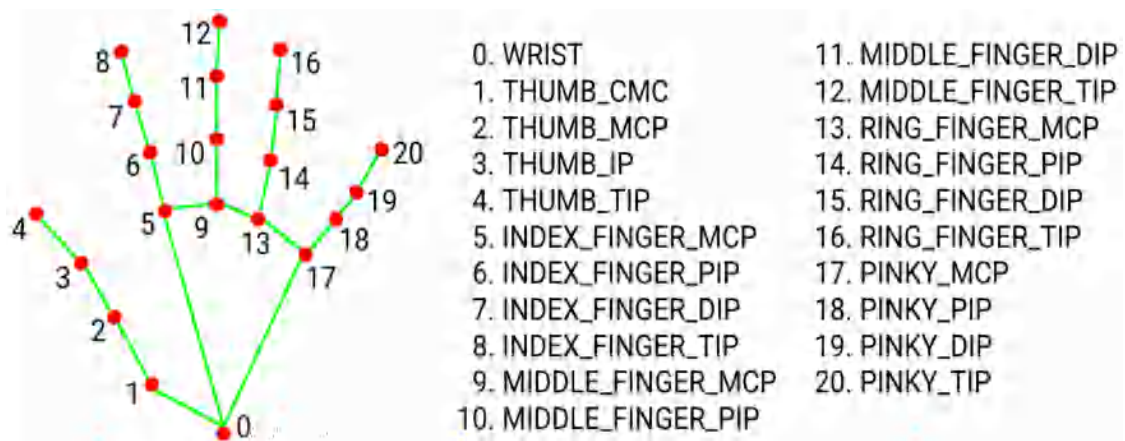 12
8
16
11
7
15
10
20
6
14
19
4
5
9
13
18
3
17
2
1
0
0. WRIST
1. THUMB_CMC
2. THUMB_MCP
3. THUMB_IP
4. THUMB_TIP
5. INDEX_FINGER_MCP
6. INDEX_FINGER_PIP
7. INDEX_FINGER_DIP
8. INDEX_FINGER_TIP
9. MIDDLE_FINGER_MCP
10. MIDDLE_FINGER_PIP
11. MIDDLE_FINGER_DIP
12. MIDDLE_FINGER_TIP
13. RING_FINGER_MCP
14. RING_FINGER_PIP
15. RING_FINGER_DIP
16. RING_FINGER_TIP
17. PINKY_MCP
18. PINKY_PIP
19. PINKY_DIP
20. PINKY_TIP